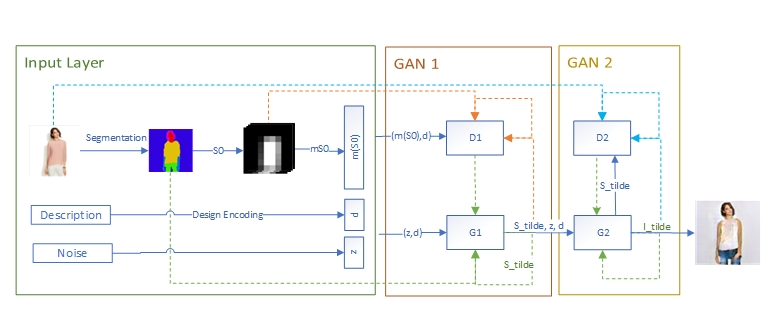 Input Layer
GAN 1
GAN 2
Segmentation
S0
mS0
m(S0)
(m(S0),d)
D1
D2
S_tilde
Description
Design Encoding
d
(z,d)
G1
S_tilde, z, d
G2
I_tilde
Noise
z
S_tilde